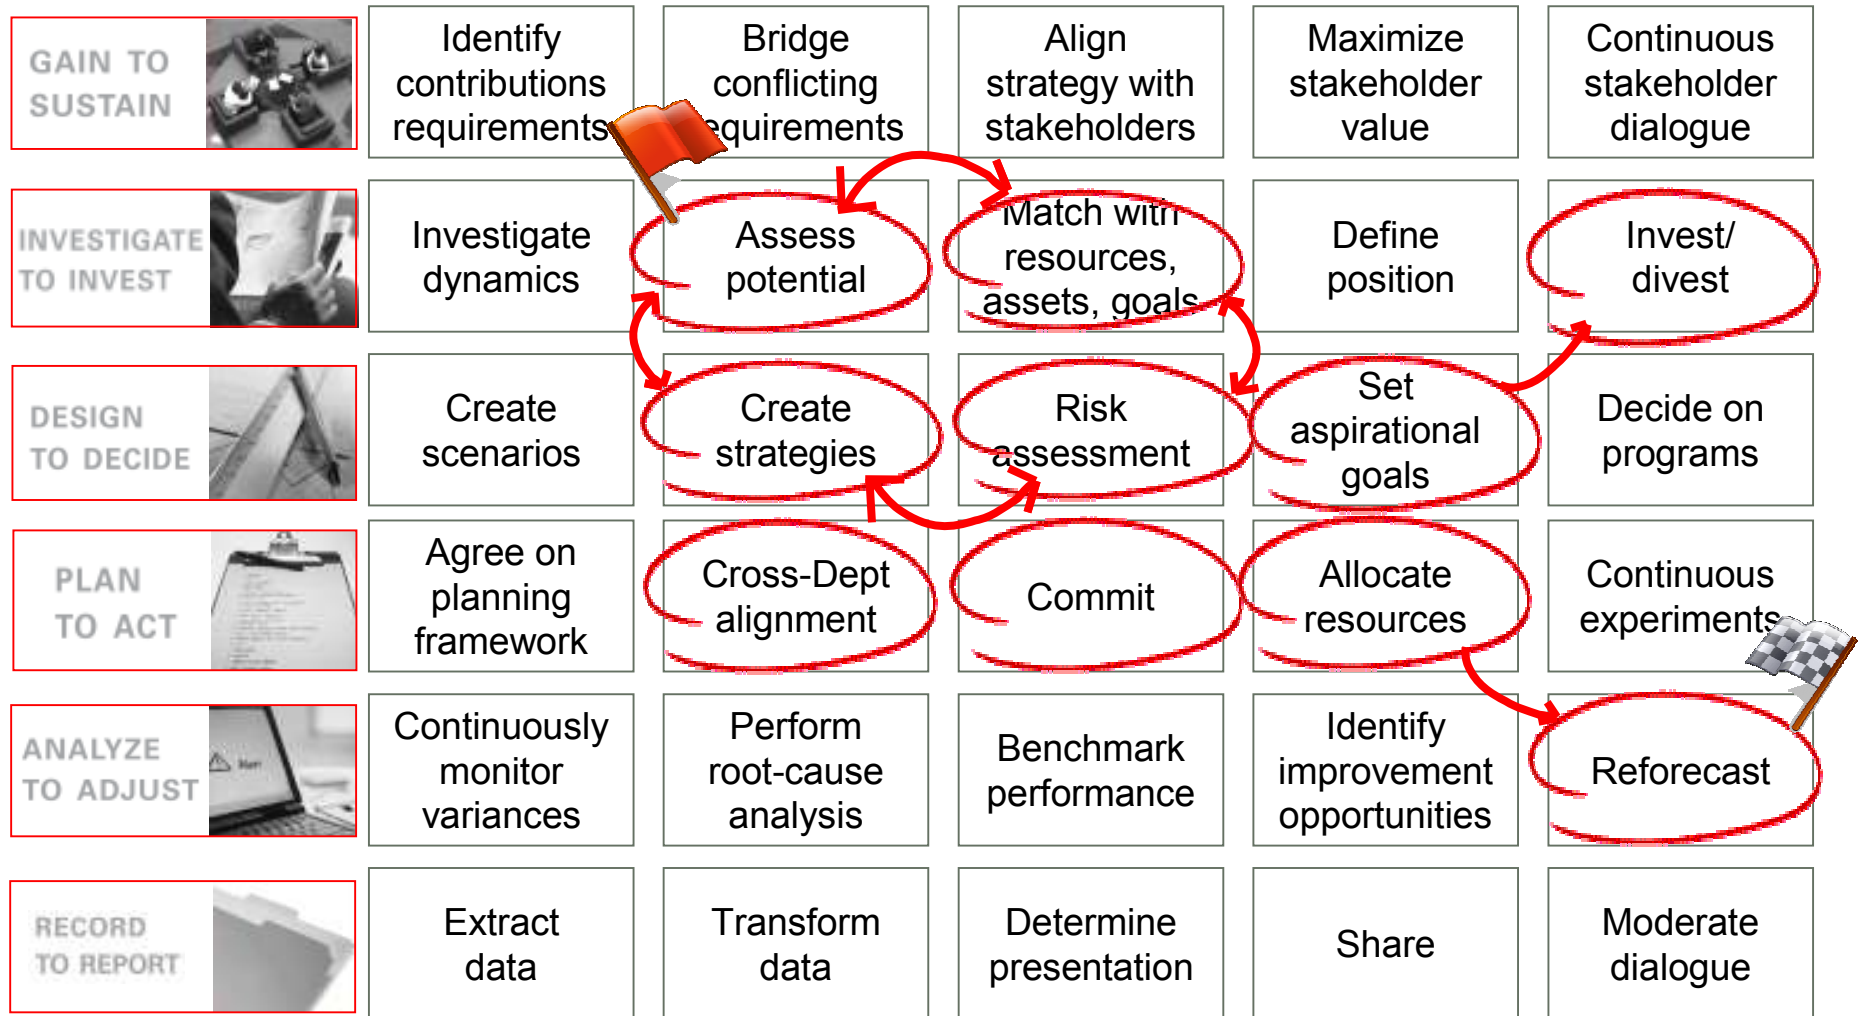 GAIN TO
SUSTAIN
Identify
contributions
requirements
Bridge
conflicting
equirements
Align
strategy with
stakeholders
Maximize
stakeholder
value
Continuous
stakeholder
dialogue
INVESTIGATE
TO INVEST
Investigate
dynamics
Assess
potential
Match with
resources,
assets, goals
Define
position
Invest/
divest
DESIGN
TO DECIDE
Create
scenarios
Create
strategies
Risk
assessment
Set
aspirational
goals
Decide on
programs
PLAN
TO ACT
Agree on
planning
framework
Cross-Dept
alignment
Commit
Allocate
resources
Continuous
experiments
ANALYZE
TO ADJUST
Continuously
monitor
variances
Perform
root-cause
analysis
Benchmark
performance
Identify
improvement
opportunities
Reforecast
RECORD
TO REPORT
Extract
data
Transform
data
Determine
presentation
Share
Moderate
dialogue